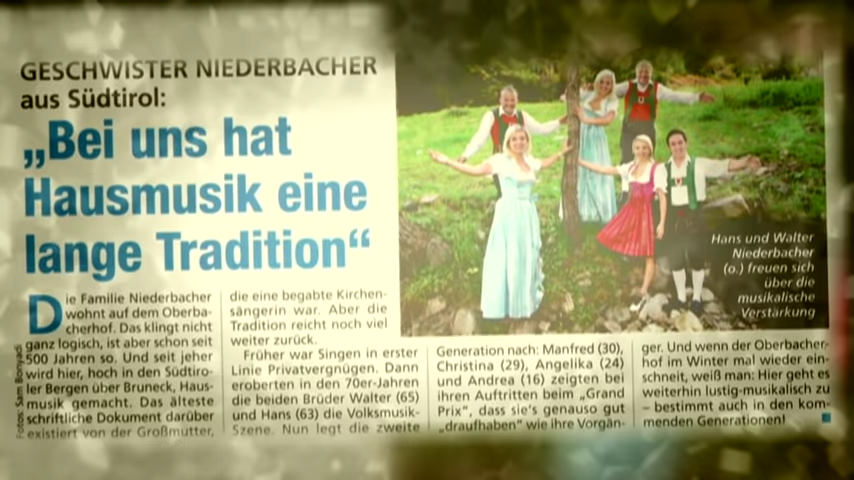 GESCHWISTER NIEDERBACHER
aus Südtirol:
„Bei uns hat
Hausmusik eine
lange Tradition“
Die Familie Niederbacher
wohnt auf dem Oberba-
cherhof. Das klingt nicht
ganz logisch, ist aber schon seit
500 Jahren so. Und seit jeher
wird hier, hoch in den Südtiro-
ler Bergen über Bruneck, Haus-
musik gemacht. Das älteste
schriftliche Dokument darüber
existiert von der Großmutter,
die eine begabte Kirchen-
sängerin war. Aber die
Tradition reicht noch viel
weiter zurück.
Früher war Singen in erster
Linie Privatvergnügen. Dann
eroberten in den 70er-Jahren
die beiden Brüder Walter (65)
und Hans (63) die Volksmusik-
Szene. Nun legt die zweite
Generation nach: Manfred (30),
Christina (29), Angelika (24)
und Andrea (16) zeigten bei
ihren Auftritten beim „Grand
Prix“, dass sie's genauso gut
„draufhaben“ wie ihre Vorgän-
ger. Und wenn der Oberbacher-
hof im Winter mal wieder ein-
schneit, weiß man: Hier geht es
weiterhin lustig-musikalisch zu
– bestimmt auch in den kom-
menden Generationen!
Hans und Walter
Niederbacher
(o.) freuen sich
über die
musikalische
Verstärkung
Fotos: Sam Bonvadi